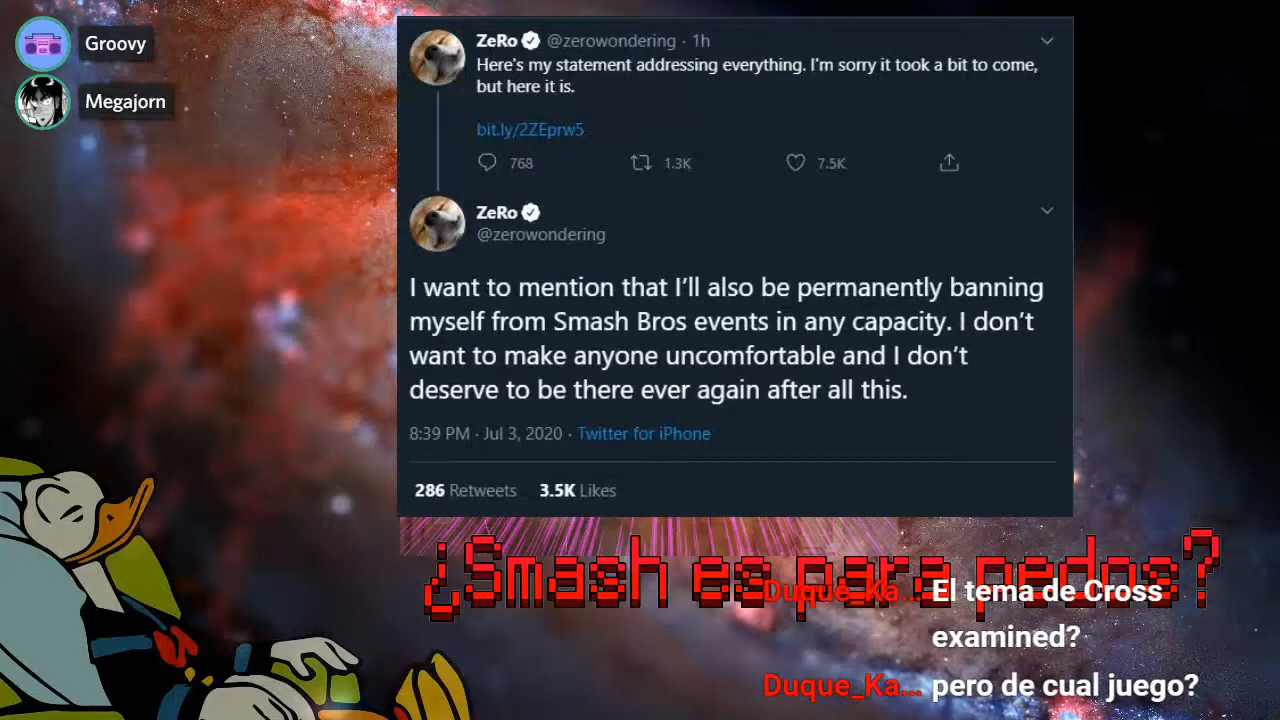 Groovy
Megajorn
ZeRo @zerowondering · 1h
Here's my statement addressing everything. I'm sorry it took a bit to come,
but here it is.
bit.ly/2ZEprw5
768 1.3K 7.5K
ZeRo
@zerowondering
I want to mention that I'll also be permanently banning
myself from Smash Bros events in any capacity. I don't
want to make anyone uncomfortable and I don't
deserve to be there ever again after all this.
8:39 PM · Jul 3, 2020 · Twitter for iPhone
286 Retweets 3.5K Likes
¿Smash es para pedos?
Duque_Ka... El tema de Cross
examined?
Duque_Ka... pero de cual juego?